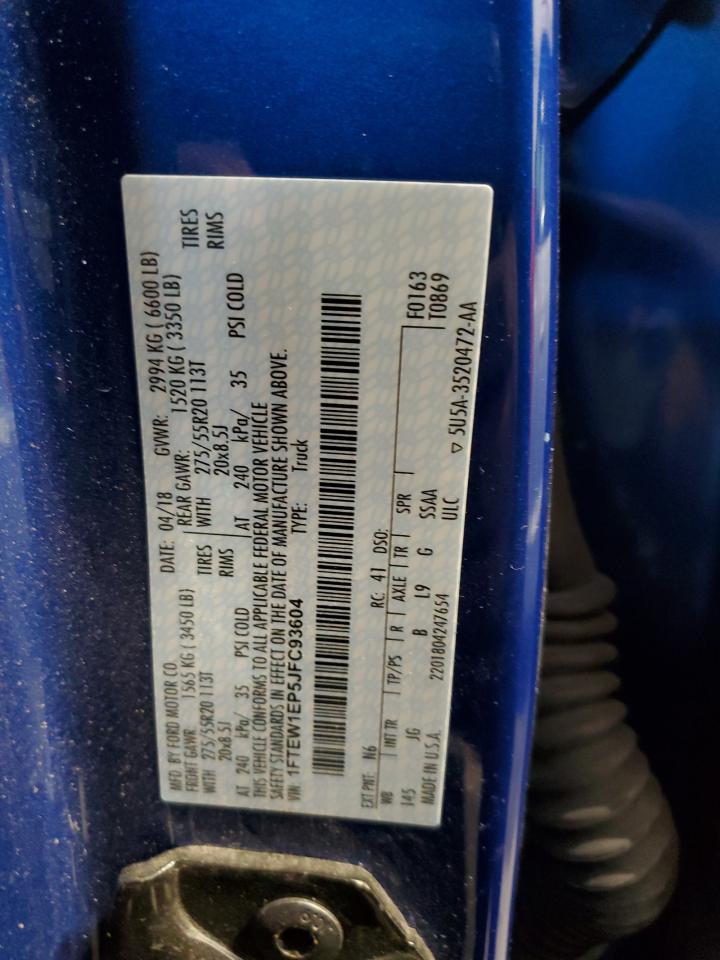 MFD. BY FORD MOTOR CO. DATE: 04/18 GVWR: 2994 KG ( 6600 LB)
FRONT GAWR: 1565 KG ( 3450 LB) REAR GAWR: 1520 KG ( 3350 LB)
WITH 275/55R20 113T TIRES WITH 275/55R20 113T TIRES
20x8.5J RIMS 20x8.5J RIMS
AT 240 kPa/ 35 PSI COLD AT 240 kPa/ 35 PSI COLD
THIS VEHICLE CONFORMS TO ALL APPLICABLE FEDERAL MOTOR VEHICLE
SAFETY STANDARDS IN EFFECT ON THE DATE OF MANUFACTURE SHOWN ABOVE.
VIN: 1FTEW1EP5JFC93604 TYPE: Truck
EXT PNT: N6 RC: 41 DSO:
WB INT TR TP/PS R AXLE TR SPR F0163
145 JG B L9 G SSAA T0869
MADE IN U.S.A. 2201804247654 ULC ▽ 5U5A-3520472-AA